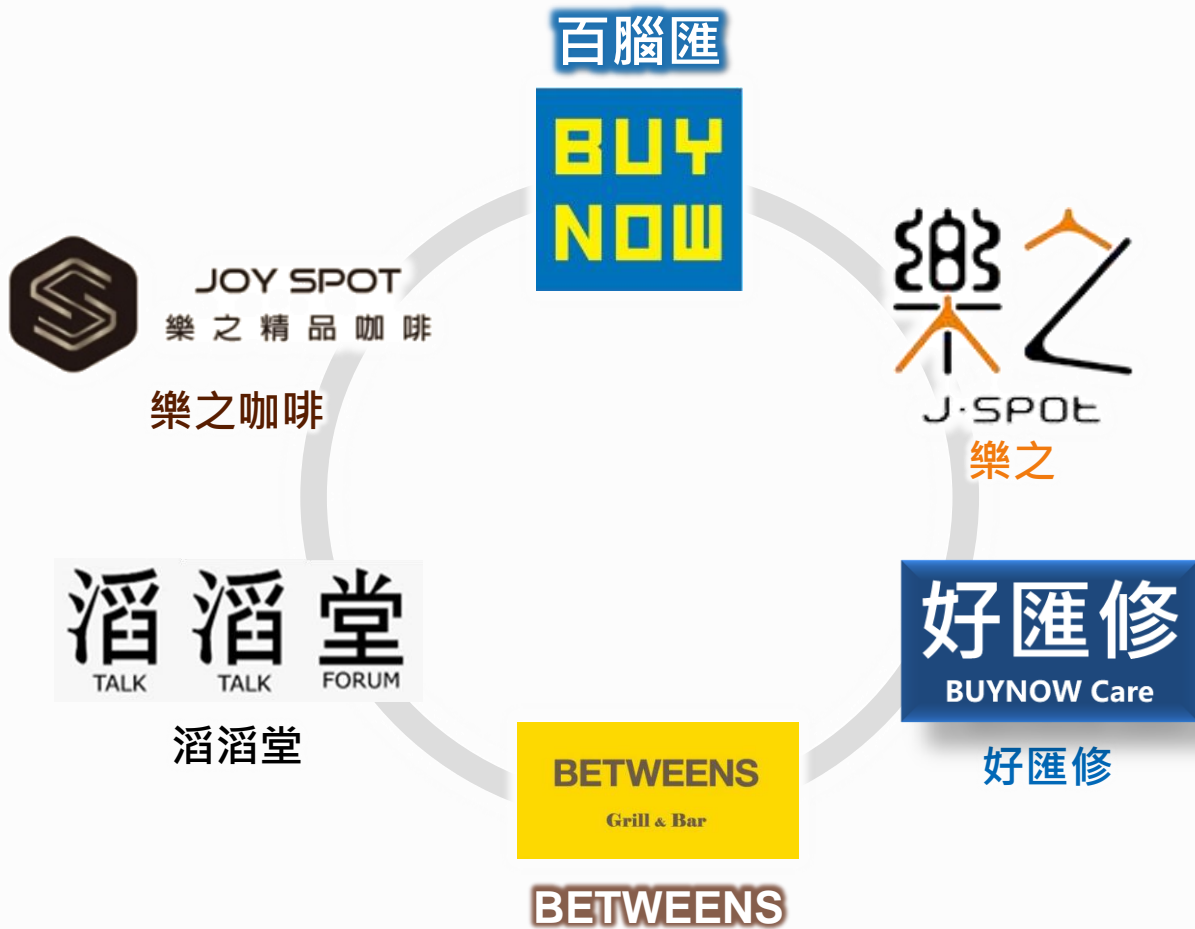 百腦匯
BUY
NOW
樂之
J·SPOt
樂之
好匯修
BUYNOW Care
好匯修
BETWEENS
Grill & Bar
BETWEENS
滔滔堂
TALK TALK FORUM
滔滔堂
JOY SPOT
樂之精品咖啡
樂之咖啡